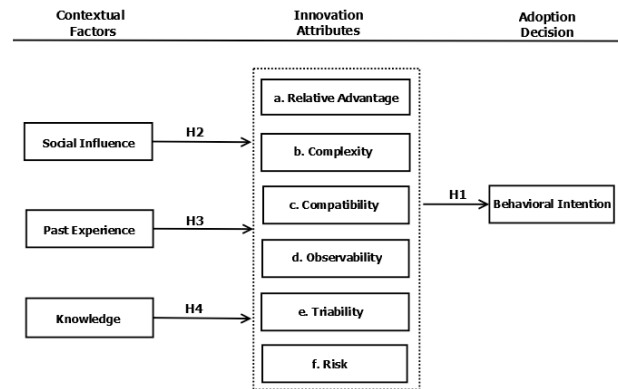 Contextual
Factors
Innovation
Attributes
Adoption
Decision
a. Relative Advantage
H2
Social Influence
b. Complexity
H1
c. Compatibility
Behavioral Intention
H3
Past Experience
d. Observability
H4
Knowledge
e. Triability
f. Risk